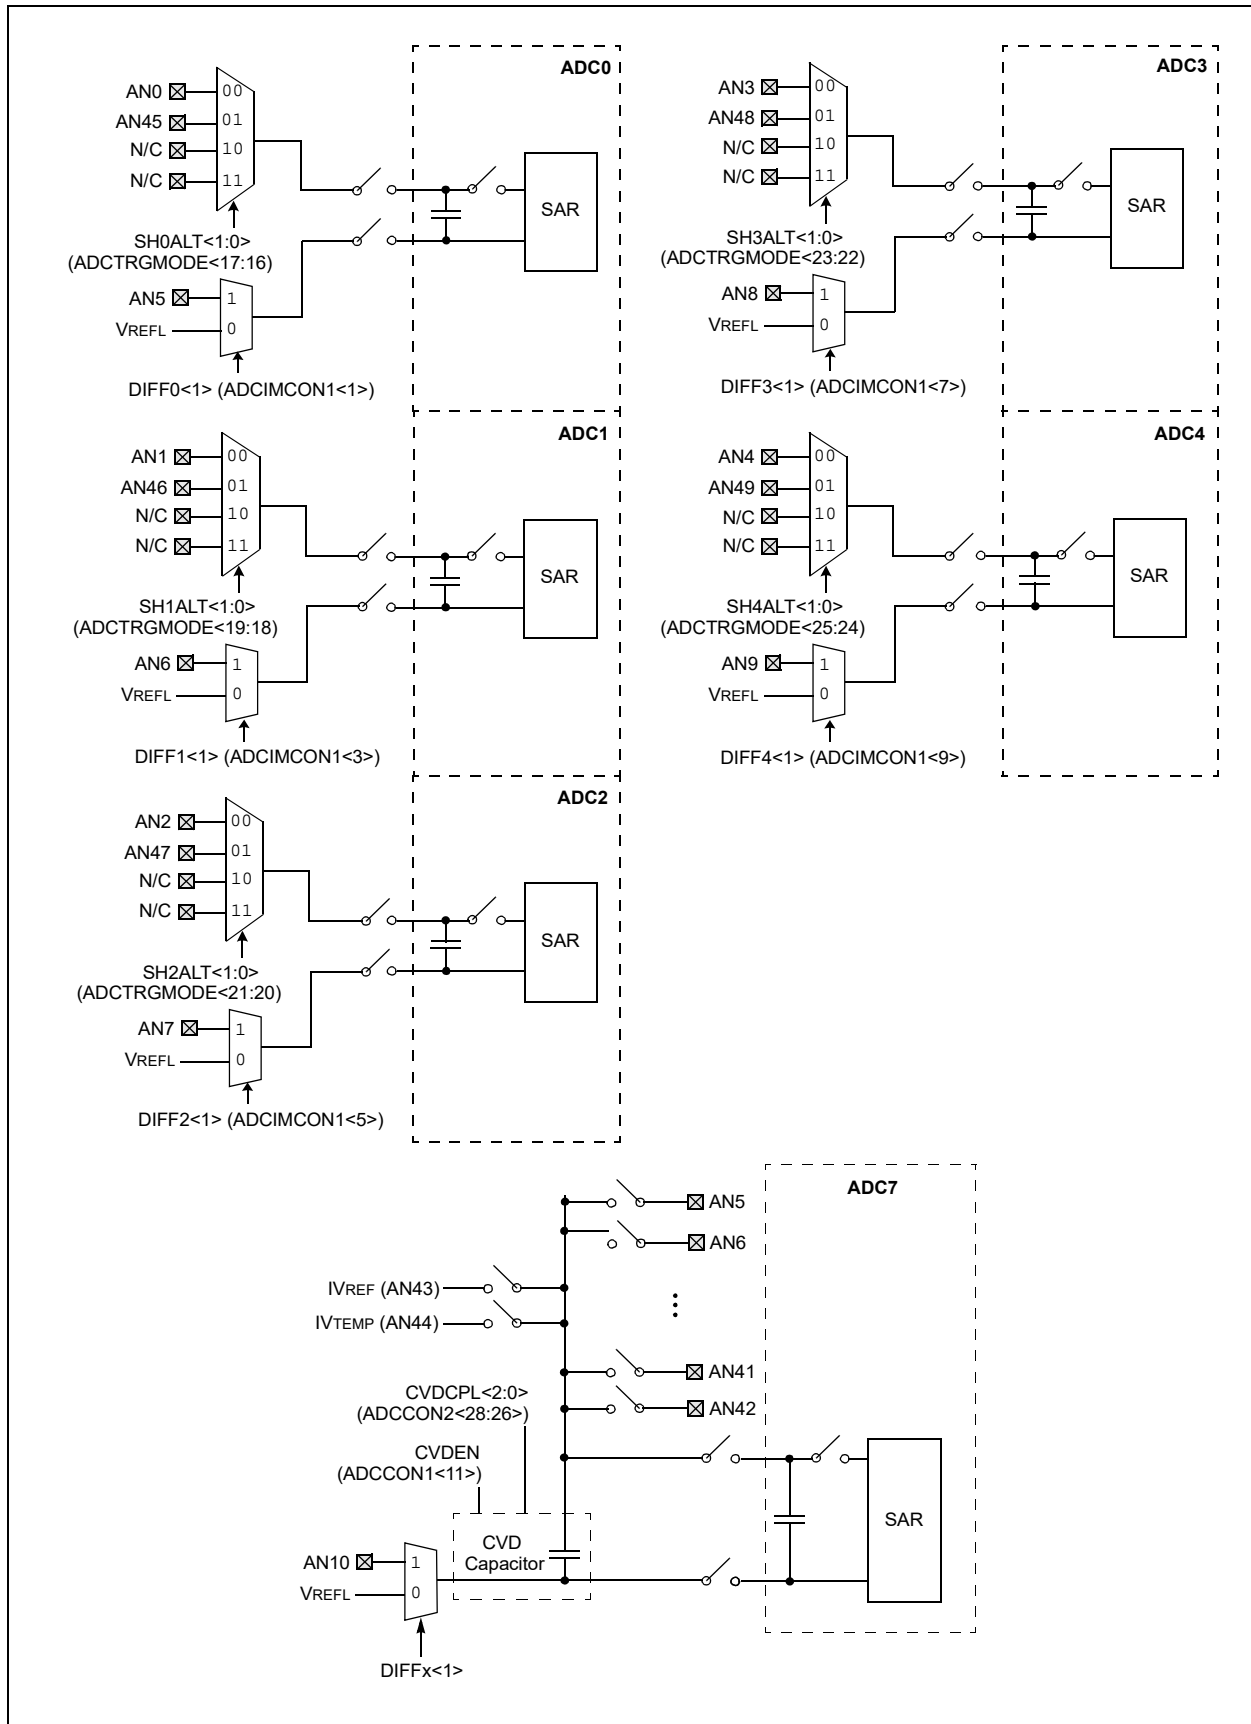 ADC0
AN0
00
AN45
01
N/C
10
N/C
11
SAR
SH0ALT<1:0>
(ADCTRGMODE<17:16)
AN5
1
VREFL
0
DIFF0<1> (ADCIMCON1<1>)
ADC3
AN3
00
AN48
01
N/C
10
N/C
11
SAR
SH3ALT<1:0>
(ADCTRGMODE<23:22)
AN8
1
VREFL
0
DIFF3<1> (ADCIMCON1<7>)
ADC1
AN1
00
AN46
01
N/C
10
N/C
11
SAR
SH1ALT<1:0>
(ADCTRGMODE<19:18)
AN6
1
VREFL
0
DIFF1<1> (ADCIMCON1<3>)
ADC4
AN4
00
AN49
01
N/C
10
N/C
11
SAR
SH4ALT<1:0>
(ADCTRGMODE<25:24)
AN9
1
VREFL
0
DIFF4<1> (ADCIMCON1<9>)
ADC2
AN2
00
AN47
01
N/C
10
N/C
11
SAR
SH2ALT<1:0>
(ADCTRGMODE<21:20)
AN7
1
VREFL
0
DIFF2<1> (ADCIMCON1<5>)
ADC7
AN5
AN6
IVREF (AN43)
IVTEMP (AN44)
AN41
AN42
CVDCPL<2:0>
(ADCCON2<28:26>)
CVDEN
(ADCCON1<11>)
SAR
CVD
Capacitor
AN10
1
VREFL
0
DIFFx<1>